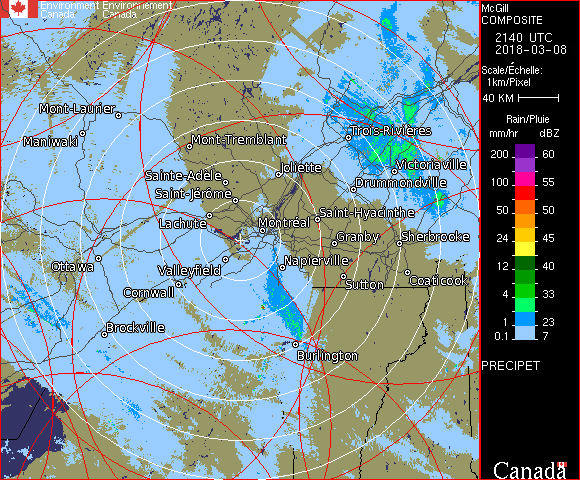 Environment Environnement
Canada Canada
McGill
COMPOSITE
2140 UTC
2018-03-08
Scale/Échelle:
1km/Pixel
40 KM
Rain/Pluie
mm/hr dBZ
200 60
100 55
50 50
24 45
12 40
4 33
1 23
0.1 7
PRECIPET
Canada
Mont-Laurier
Maniwaki
Mont-Tremblant
Trois-Rivières
Joliette
Victoriaville
Sainte-Adèle
Drummondville
Saint-Jérôme
Saint-Hyacinthe
Lachute
Montréal
Granby
Sherbrooke
Ottawa
Valleyfield
Napierville
Coaticook
Sutton
Cornwall
Brockville
Burlington